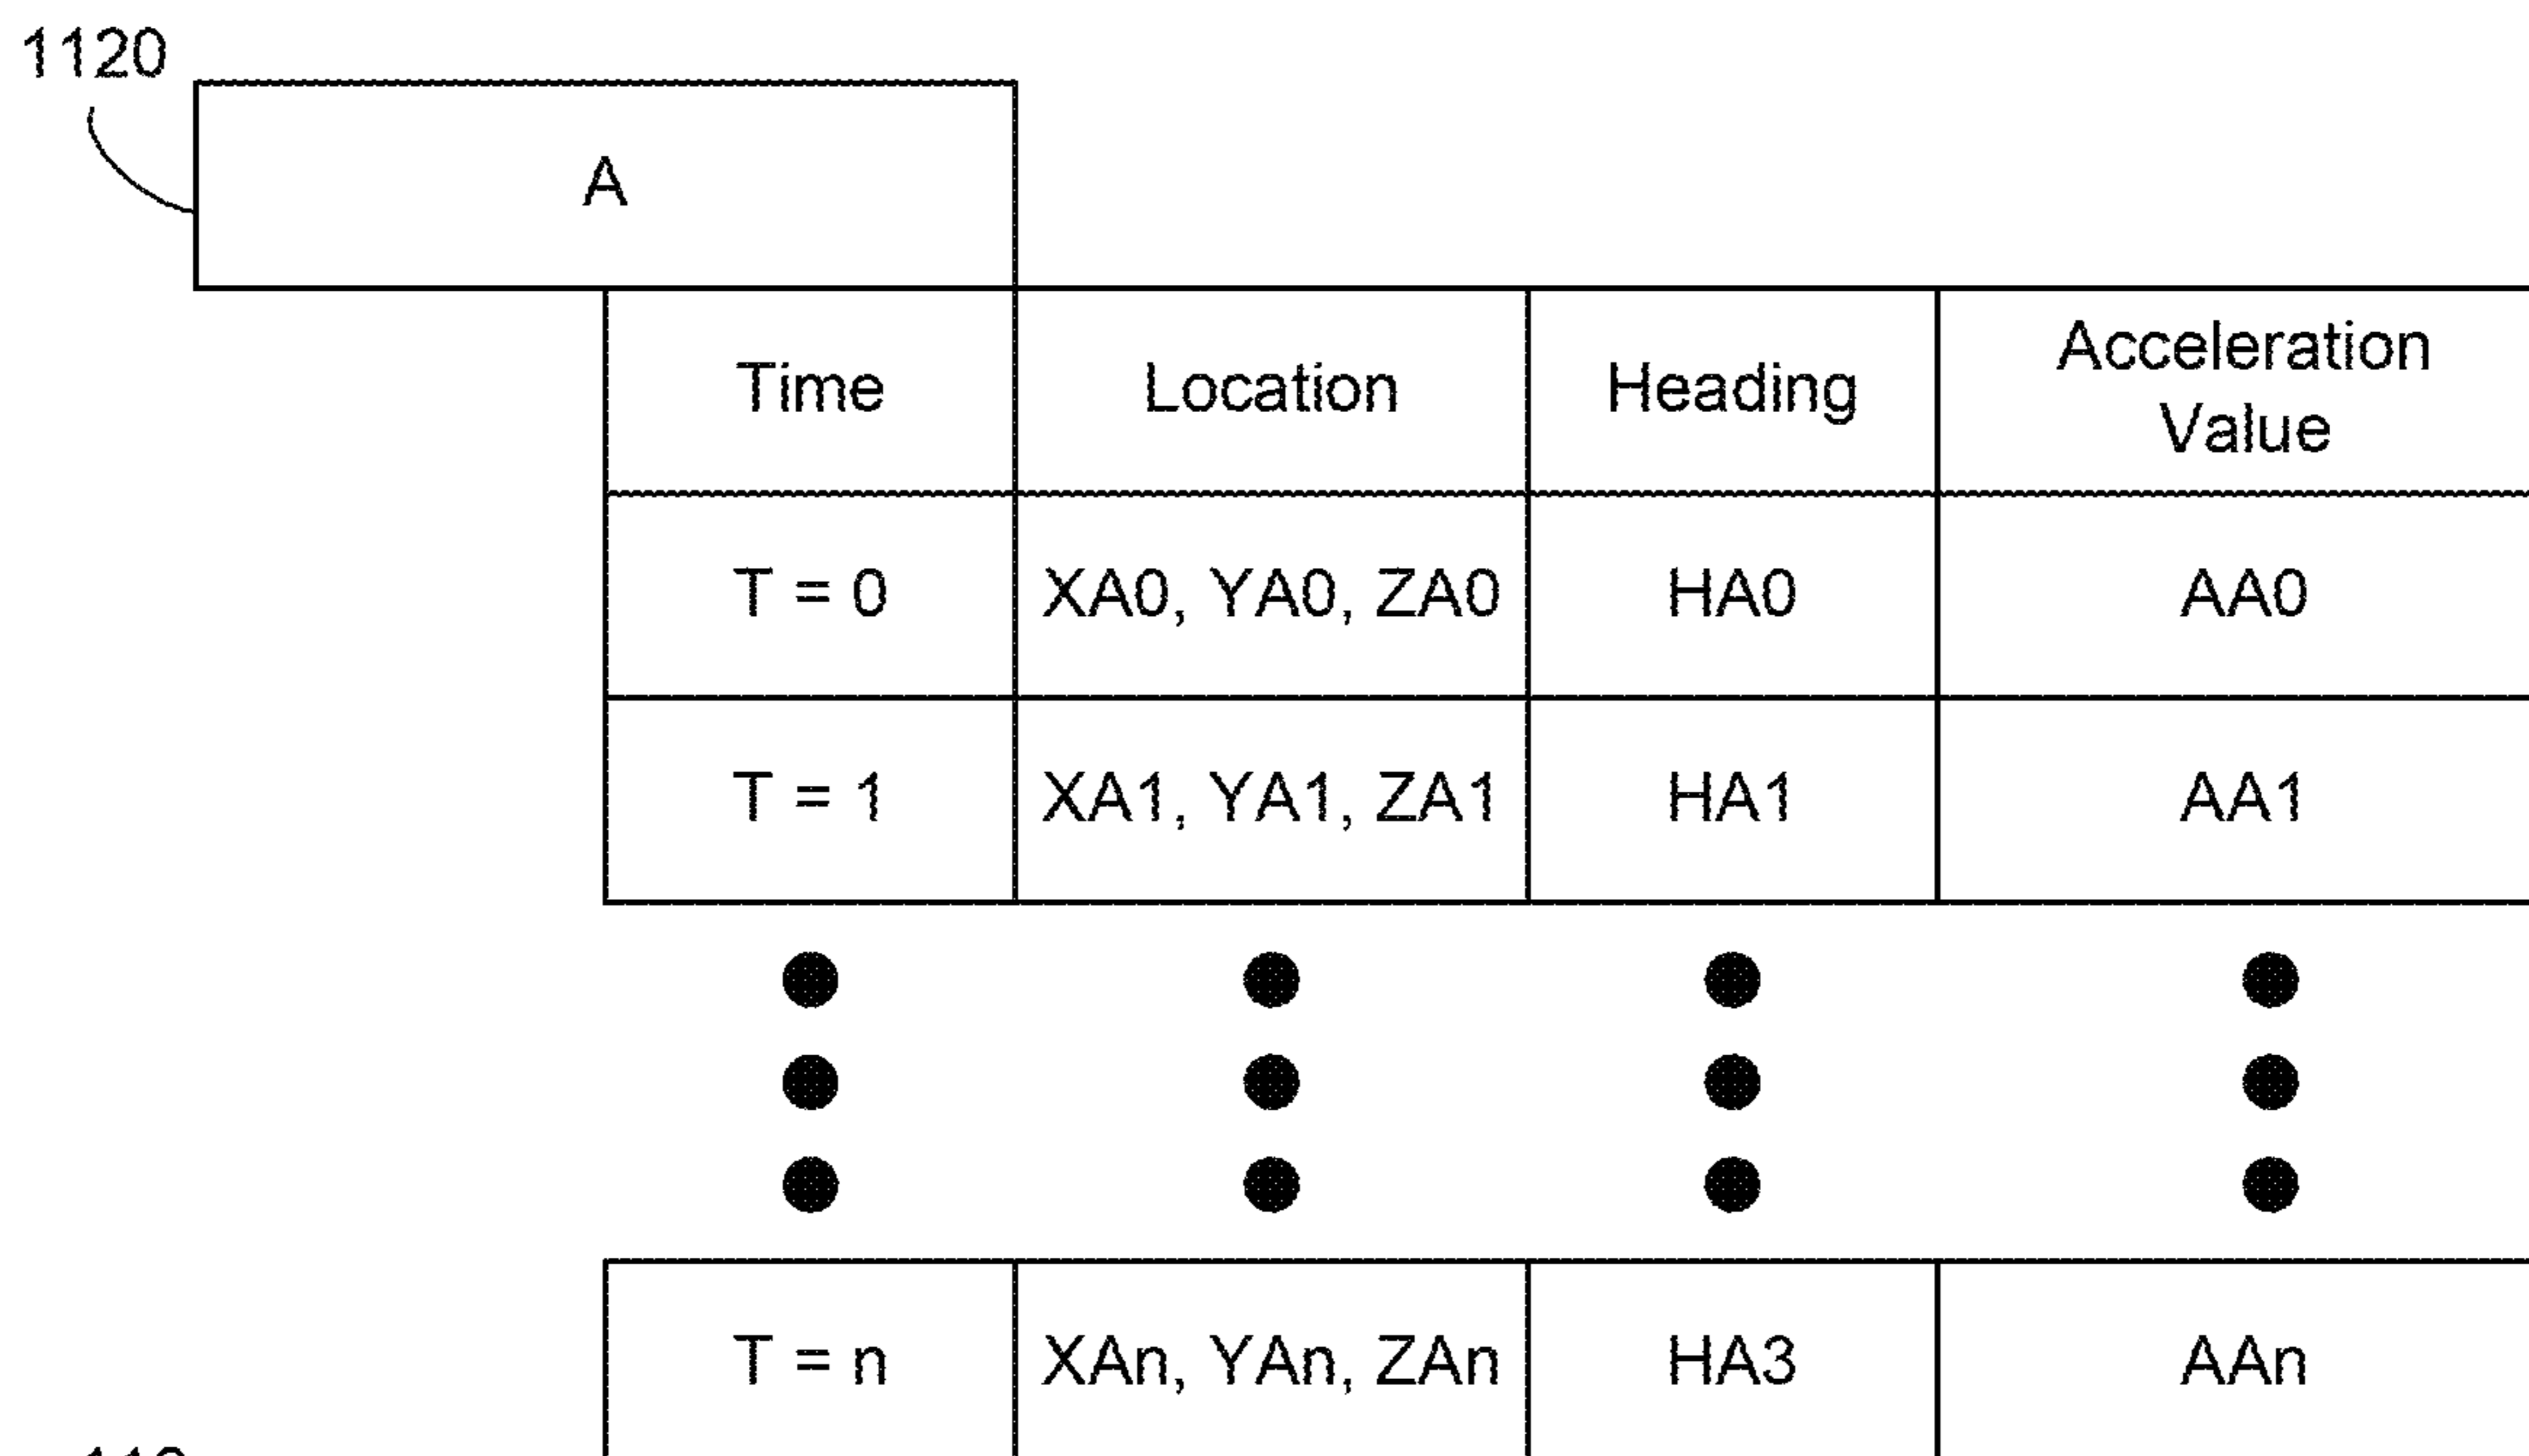 1120
A
Time Location Heading Acceleration Value
T = 0 XA0, YA0, ZA0 HA0 AA0
T = 1 XA1, YA1, ZA1 HA1 AA1
T = n XAn, YAn, ZAn HA3 AAn